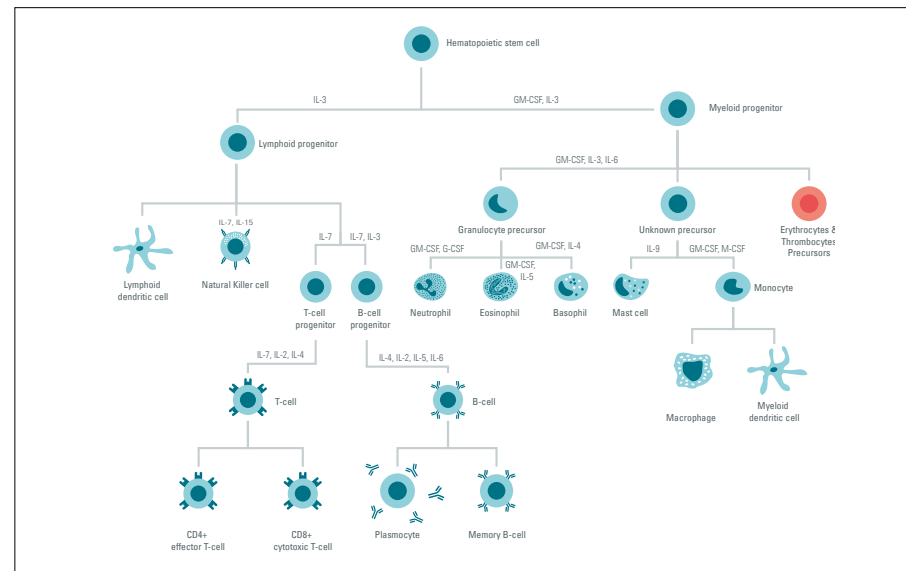 Hematopoietic stem cell
IL-3
GM-CSF, IL-3
Myeloid progenitor
Lymphoid progenitor
GM-CSF, IL-3, IL-6
IL-7, IL-15
Granulocyte precursor
Unknown precursor
Erythrocytes &
Thrombocytes
Precursors
IL-7
IL-7, IL-3
GM-CSF, G-CSF
GM-CSF, IL-4
GM-CSF,
IL-5
IL-9
GM-CSF, M-CSF
Lymphoid
dendritic cell
Natural Killer cell
Monocyte
T-cell
progenitor
B-cell
progenitor
Neutrophil
Eosinophil
Basophil
Mast cell
IL-7, IL-2, IL-4
IL-4, IL-2, IL-5, IL-6
T-cell
B-cell
Macrophage
Myeloid
dendritic cell
CD4+
effector T-cell
CD8+
cytotoxic T-cell
Plasmocyte
Memory B-cell